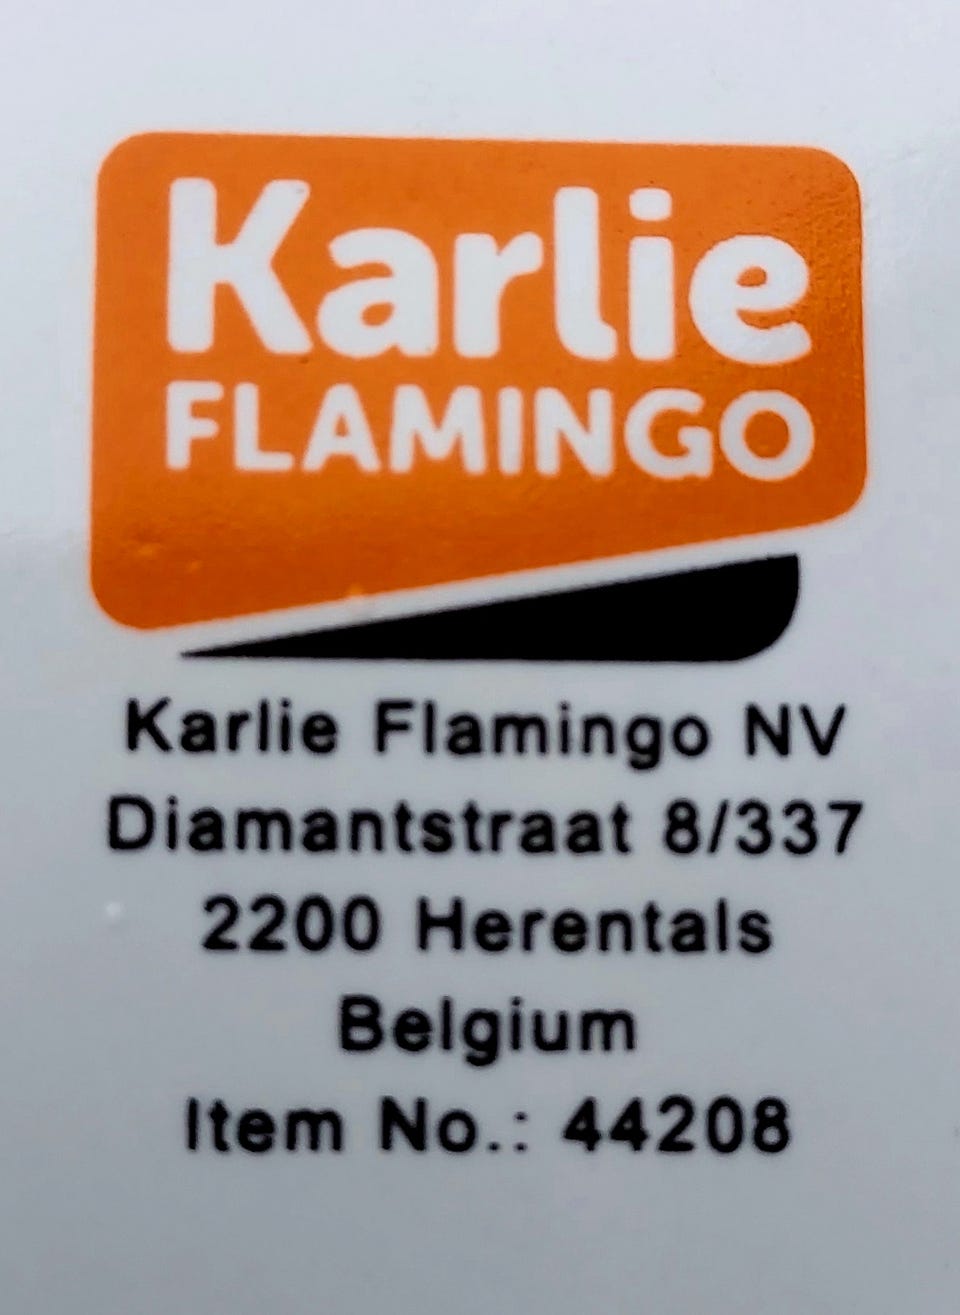 Karlie
FLAMINGO
Karlie Flamingo NV
Diamantstraat 8/337
2200 Herentals
Belgium
Item No.: 44208